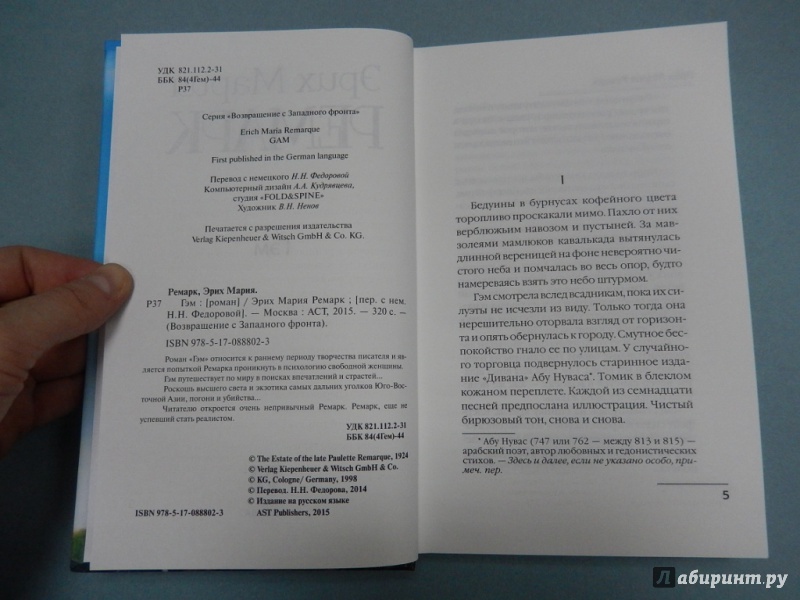 УДК 821.112.2-31
ББК 84(4Гем)-44
Р37
Серия «Возвращение с Западного фронта»
Erich Maria Remarque
GAM
First published in the German language
Перевод с немецкого Н.Н. Федоровой
Компьютерный дизайн А.А. Кудрявцева,
студия «FOLD&SPINE»
Художник В.Н. Ненов
Печатается с разрешения издательства
Verlag Kiepenheuer & Witsch GmbH & Co. KG.
Ремарк, Эрих Мария.
Р37 Гэм : [роман] / Эрих Мария Ремарк ; [пер. с нем.
Н.Н. Федоровой]. — Москва : АСТ, 2015. — 320 с. —
(Возвращение с Западного фронта).
ISBN 978-5-17-088802-3
Роман «Гэм» относится к раннему периоду творчества писателя и яв-
ляется попыткой Ремарка проникнуть в психологию свободной женщины.
Гэм путешествует по миру в поисках впечатлений и страстей...
Роскошь высшего света и экзотика самых дальних уголков Юго-Вос-
точной Азии, погони и убийства...
Читателю откроется очень непривычный Ремарк. Ремарк, еще не
успевший стать реалистом.
УДК 821.112.2-31
ББК 84(4Гем)-44
© The Estate of the late Paulette Remarque, 1924
© Verlag Kiepenheuer & Witsch GmbH & Co.
© KG, Cologne/ Germany, 1998
© Перевод. Н.Н. Федорова, 2014
© Издание на русском языке
ISBN 978-5-17-088802-3 AST Publishers, 2015
I
Бедуины в бурнусах кофейного цвета
торопливо проскакали мимо. Пахло от них
верблюжьим навозом и пустыней. За мав-
золеями мамлюков кавалькада вытянулась
длинной вереницей на фоне невероятно чи-
стого неба и помчалась во весь опор, будто
намереваясь взять это небо штурмом.
Гэм смотрела вслед всадникам, пока их си-
луэты не исчезли из виду. Только тогда она
нерешительно оторвала взгляд от горизон-
та и опять обернулась к городу. Смутное бес-
покойство гнало ее по улицам. У случайно-
го торговца подвернулось старинное изда-
ние «Дивана» Абу Нуваса*. Томик в блеклом
кожаном переплете. Каждой из семнадцати
песней предпослана иллюстрация. Чистый
бирюзовый тон, снова и снова.
* Абу Нувас (747 или 762 — между 813 и 815) —
арабский поэт, автор любовных и гедонистических
стихов. — Здесь и далее, если не указано особо, при-
меч. пер.
5
Лабиринт.ру